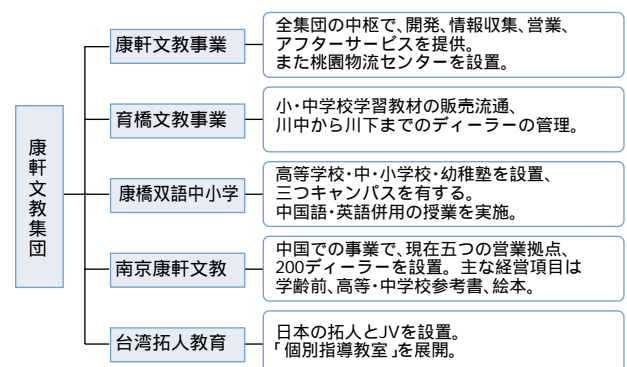 康軒文教集団
康軒文教事業
全集団の中枢で、開発、情報収集、営業、
アフターサービスを提供。
また桃園物流センターを設置。
育橋文教事業
小・中学校学習教材の販売流通、
川中から川下までのディーラーの管理。
康橋双語中小学
高等学校・中・小学校・幼稚塾を設置、
三つキャンパスを有する。
中国語・英語併用の授業を実施。
南京康軒文教
中国での事業で、現在五つの営業拠点、
200ディーラーを設置。主な経営項目は
学齢前、高等・中学校参考書、絵本。
台湾拓人教育
日本の拓人とJVを設置。
「個別指導教室」を展開。